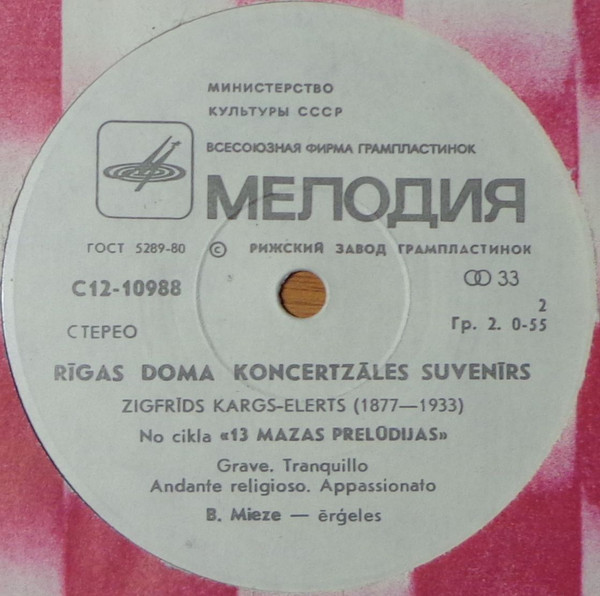 МИНИСТЕРСТВО
КУЛЬТУРЫ СССР
ВСЕСОЮЗНАЯ ФИРМА ГРАМПЛАСТИНОК
МЕЛОДИЯ
ГОСТ 5289-80 © РИЖСКИЙ ЗАВОД ГРАМПЛАСТИНОК
С12-10988
33
СТЕРЕО
2
Гр. 2. 0-55
RĪGAS DOMA KONCERTZĀLES SUVENĪRS
ZIGFRĪDS KARGS-ELERTS (1877—1933)
No cikla «13 MAZAS PRELŪDIJAS»
Grave. Tranquillo
Andante religioso. Appassionato
B. Mieze — ērģeles